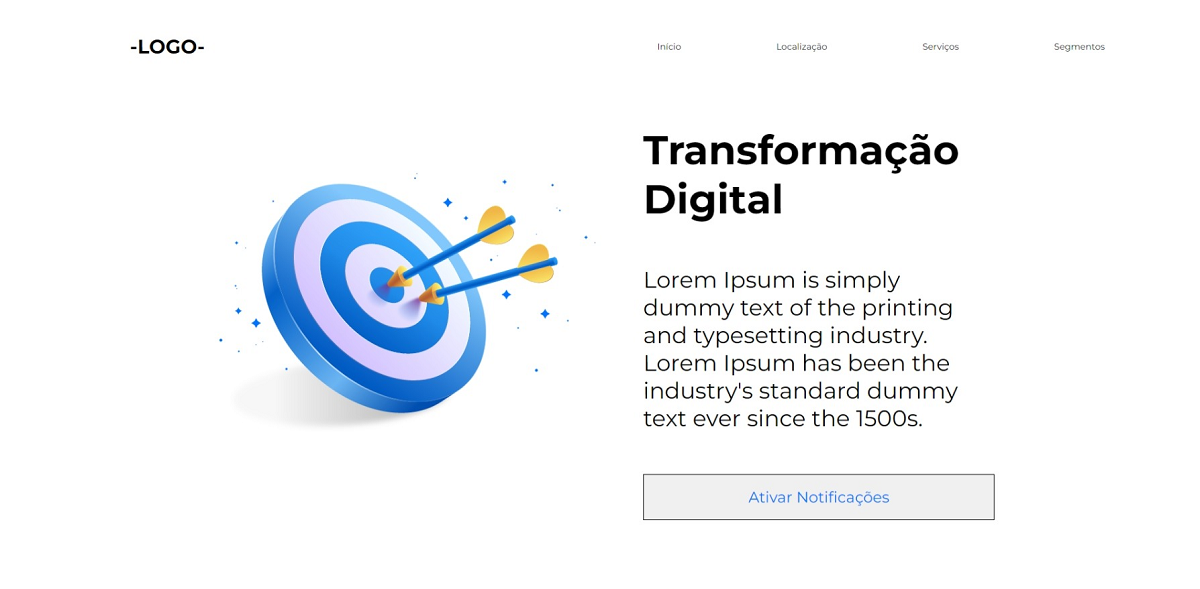 -LOGO-
Início
Localização
Serviços
Segmentos
Transformação
Digital
Lorem Ipsum is simply
dummy text of the printing
and typesetting industry.
Lorem Ipsum has been the
industry's standard dummy
text ever since the 1500s.
Ativar Notificações